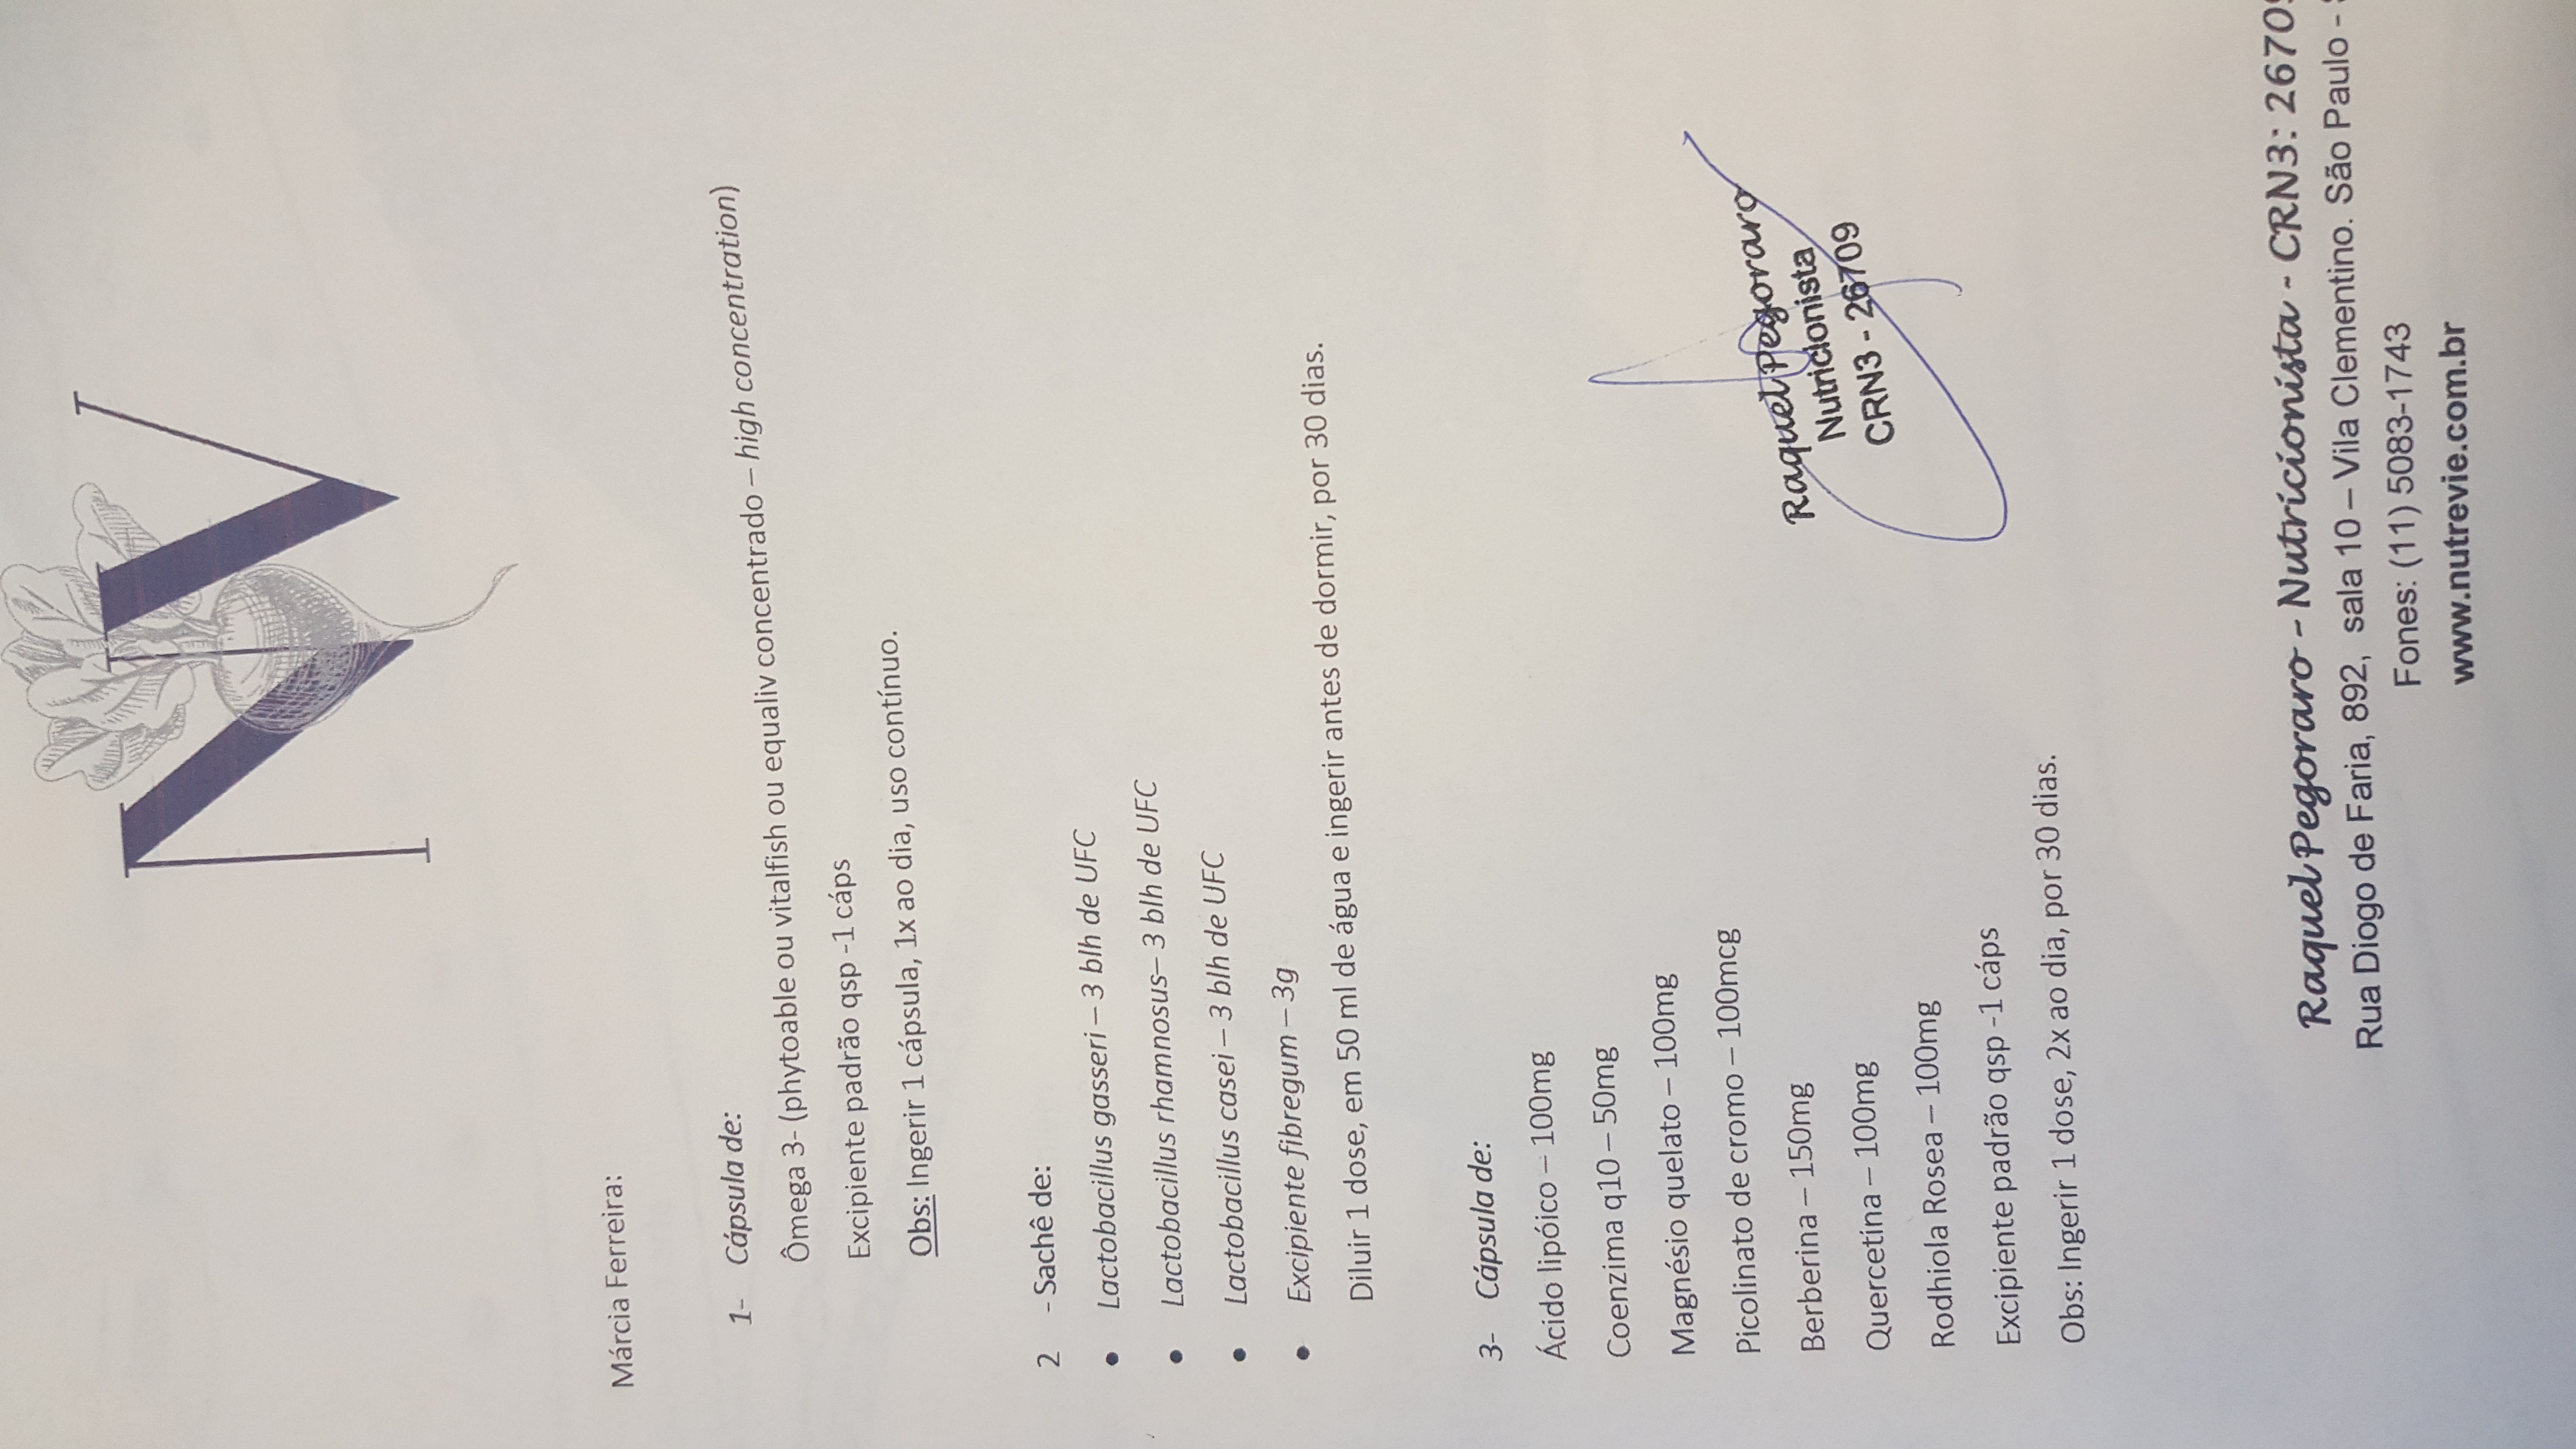 NV
Márcia Ferreira:
1- Cápsula de:
Ômega 3- (phytoable ou vitalfish ou equaliv concentrado – high concentration)
Excipiente padrão qsp -1 cáps
Obs: Ingerir 1 cápsula, 1x ao dia, uso contínuo.
2 - Sachê de:
• Lactobacillus gasseri – 3 blh de UFC
• Lactobacillus rhamnosus– 3 blh de UFC
• Lactobacillus casei – 3 blh de UFC
• Excipiente fibregum – 3g
Diluir 1 dose, em 50 ml de água e ingerir antes de dormir, por 30 dias.
3- Cápsula de:
Ácido lipóico – 100mg
Coenzima q10 – 50mg
Magnésio quelato – 100mg
Picolinato de cromo – 100mcg
Berberina – 150mg
Quercetina – 100mg
Rodhiola Rosea – 100mg
Excipiente padrão qsp -1 cáps
Obs: Ingerir 1 dose, 2x ao dia, por 30 dias.
Raquel Pegoraro
Nutricionista
CRN3 - 26709
Raquel Pegoraro - Nutricionista - CRN3: 26709
Rua Diogo de Faria, 892, sala 10 – Vila Clementino. São Paulo -
Fones: (11) 5083-1743
www.nutrevie.com.br